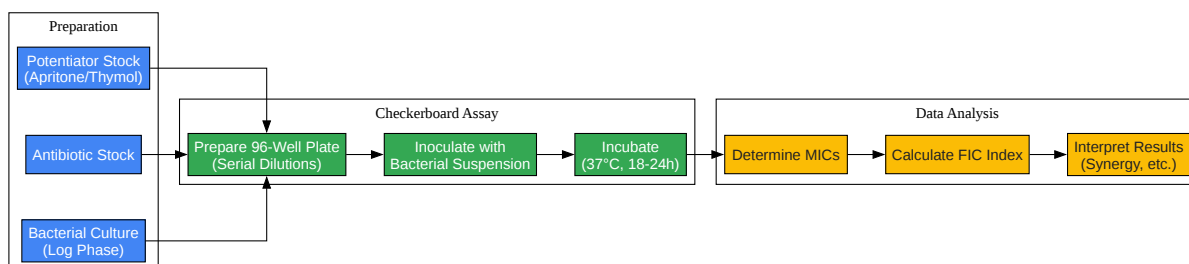 Preparation
Potentiator Stock
(Apritone/Thymol)
Antibiotic Stock
Bacterial Culture
(Log Phase)
Checkerboard Assay
Prepare 96-Well Plate
(Serial Dilutions)
Inoculate with
Bacterial Suspension
Incubate
(37°C, 18-24h)
Data Analysis
Determine MICs
Calculate FIC Index
Interpret Results
(Synergy, etc.)